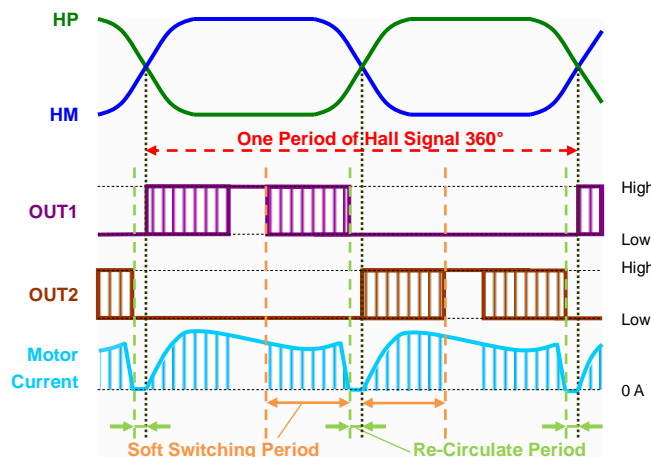 HP
HM
One Period of Hall Signal 360°
OUT1
High
Low
OUT2
High
Low
Motor
Current
0 A
Soft Switching Period
Re-Circulate Period